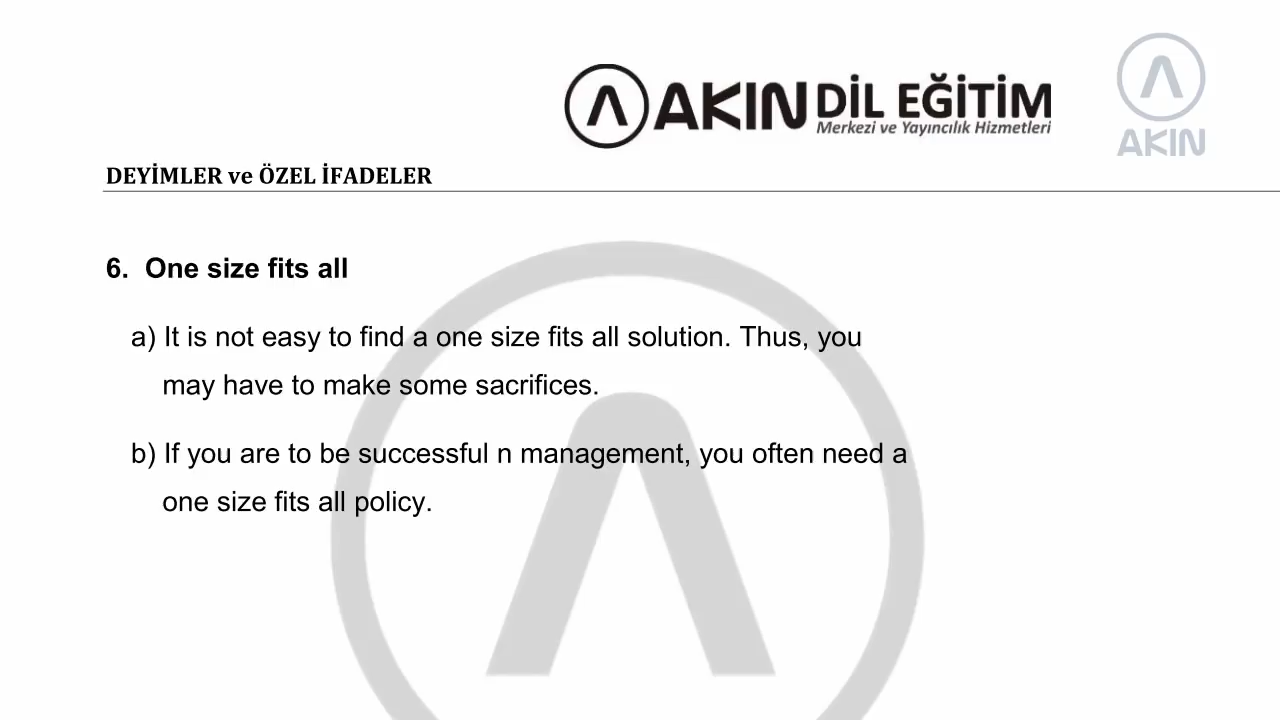 AKIN DİL EĞİTİM
Merkezi ve Yayıncılık Hizmetleri
AKIN
DEYİMLER ve ÖZEL İFADELER
6. One size fits all
a) It is not easy to find a one size fits all solution. Thus, you
may have to make some sacrifices.
b) If you are to be successful n management, you often need a
one size fits all policy.